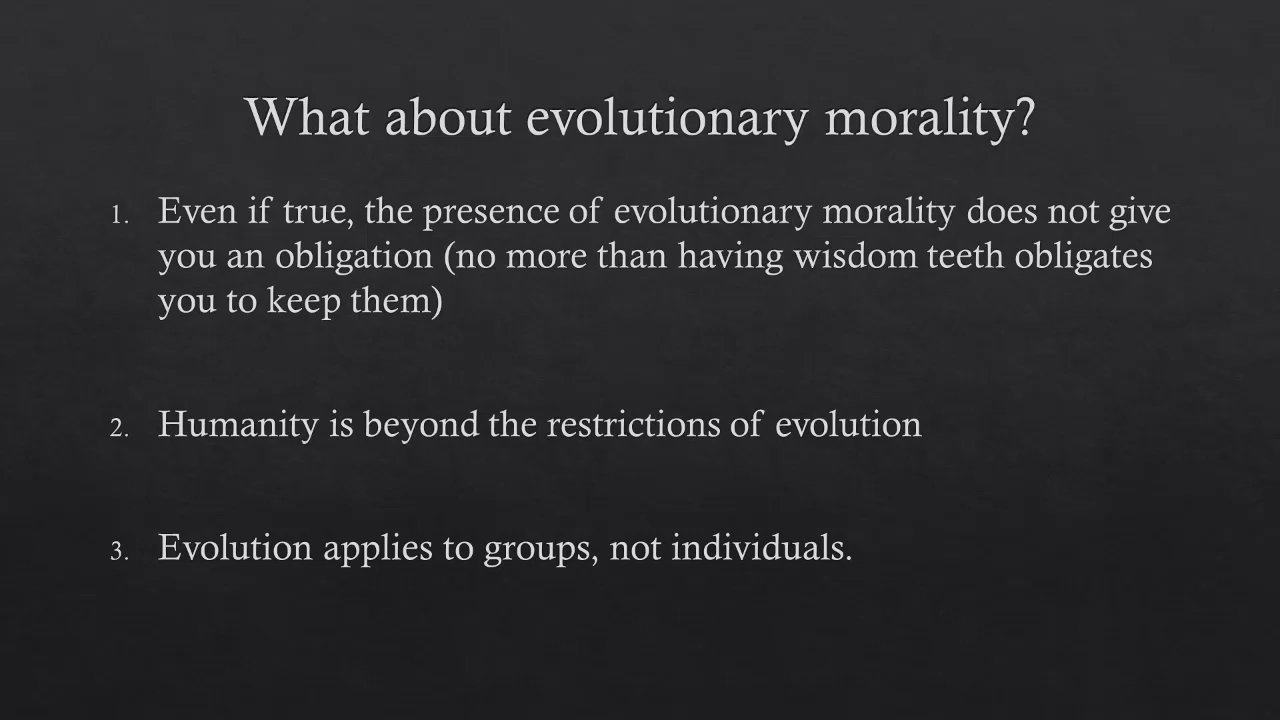 What about evolutionary morality?
1. Even if true, the presence of evolutionary morality does not give
you an obligation (no more than having wisdom teeth obligates
you to keep them)
2. Humanity is beyond the restrictions of evolution
3. Evolution applies to groups, not individuals.